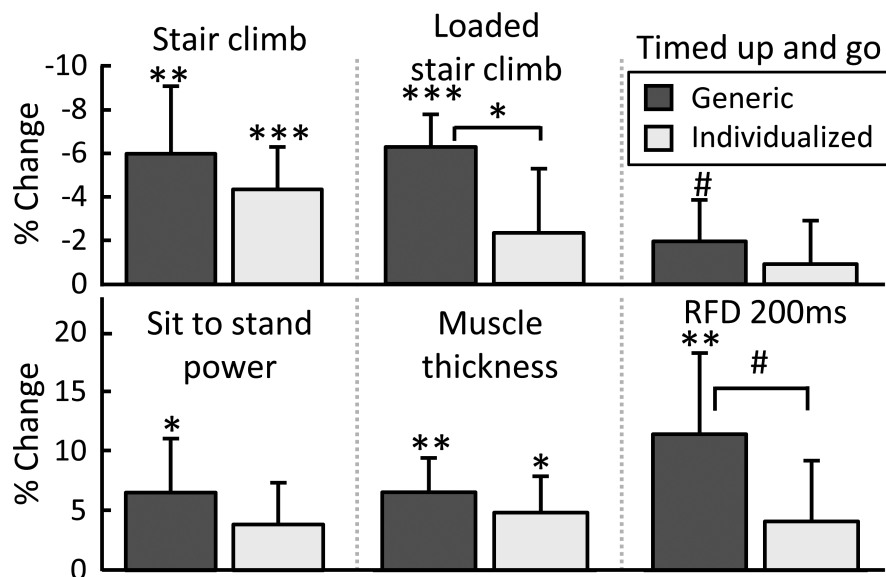 Stair climb
Loaded
stair climb
Timed up and go
Generic
Individualized
% Change
-10
-8
-6
-4
-2
0
**
***
***
*
#
Sit to stand
power
Muscle
thickness
RFD 200ms
% Change
20
15
10
5
0
*
**
*
**
#